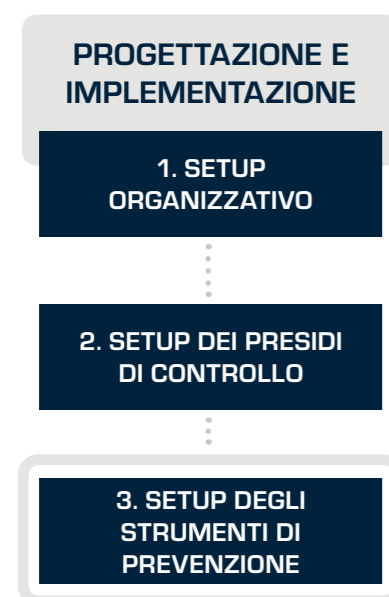 PROGETTAZIONE E
IMPLEMENTAZIONE
1. SETUP
ORGANIZZATIVO
2. SETUP DEI PRESIDI
DI CONTROLLO
3. SETUP DEGLI
STRUMENTI DI
PREVENZIONE